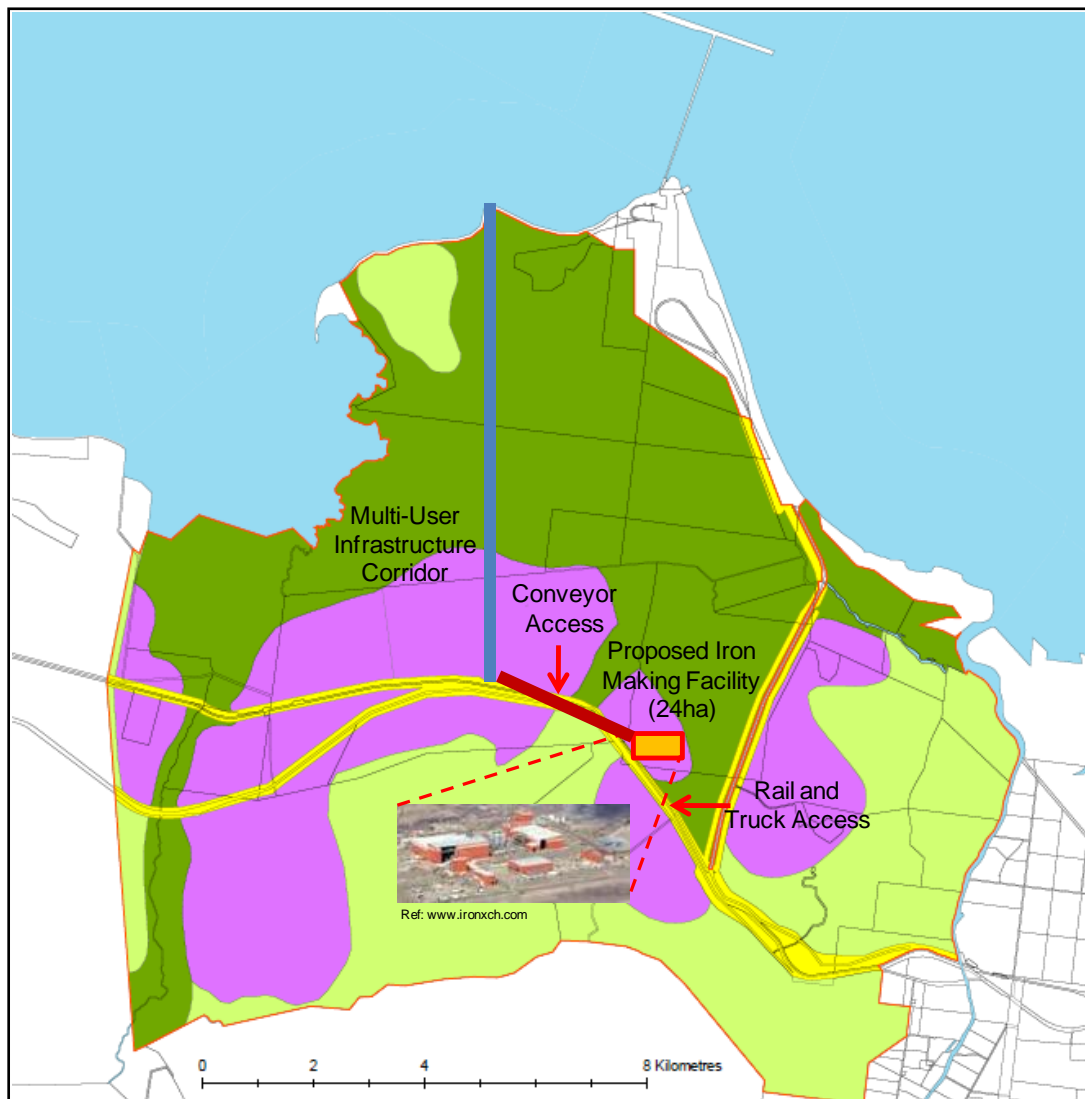 Multi-User
Infrastructure
Corridor
Conveyor
Access
Proposed Iron
Making Facility
(24ha)
Rail and
Truck Access
Ref: www.ironxch.com
0 2 4 8 Kilometres